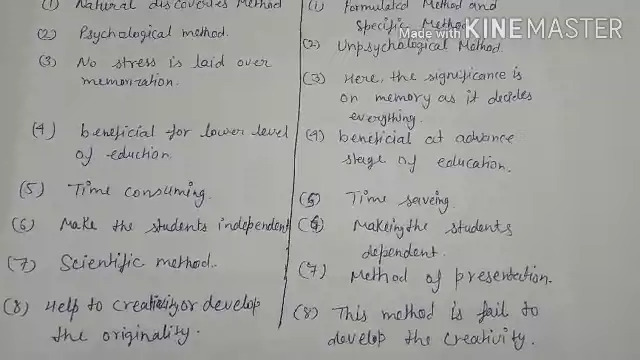 (1) Natural discoveries Method
(2) Psychological method.
(3) No stress is laid over
memorization.
(4) beneficial for lower level
of eduction.
(5) Time consuming.
(6) Make the students independent
(7) Scientific method.
(8) Help to creativity or develop
the originality.
(1) Formulated Method and
Specific Method
(2) Unpsychological Method.
(3) Here, the significance is
on memory as it decides
everything.
(4) beneficial at advance
stage of education.
(5) Time saveing.
(6) Makeing the students
dependent.
(7) Method of presentation.
(8) This method is fail to
develop the creativity.
Made with KINEMASTER